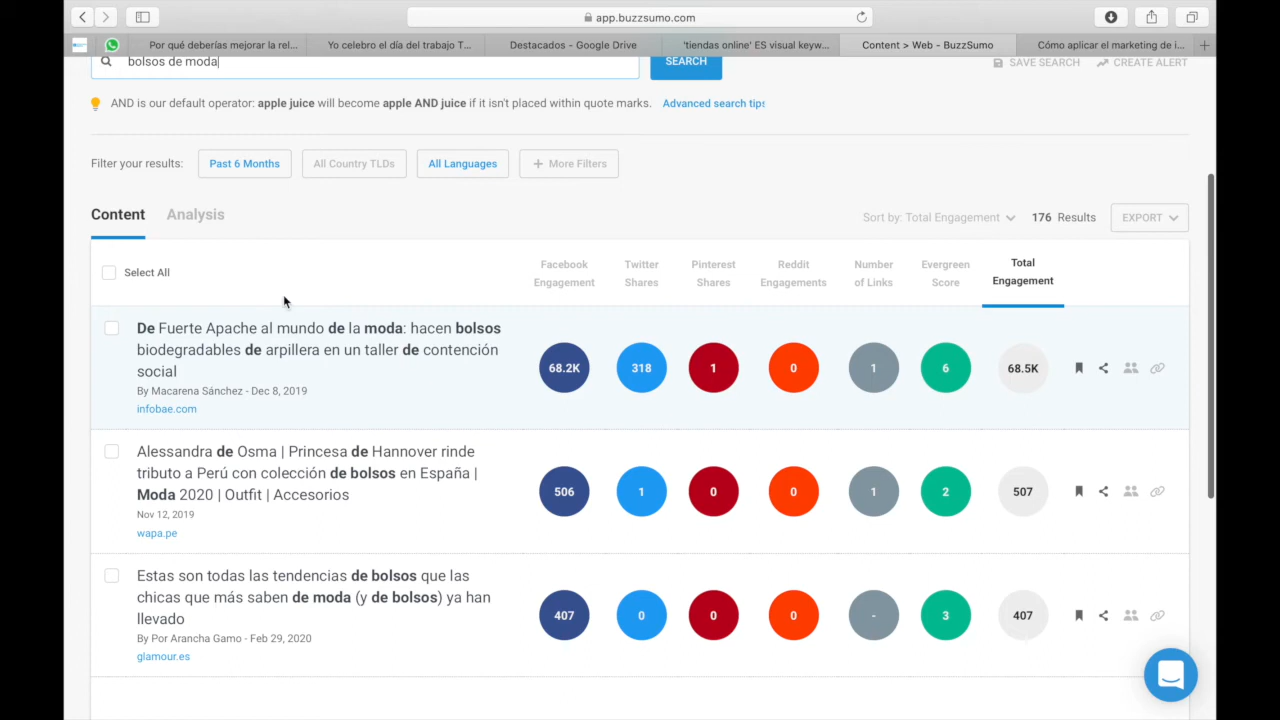 app.buzzsumo.com
Por qué deberías mejorar la rel...
Yo celebro el día del trabajo T...
Destacados - Google Drive
'tiendas online' ES visual keyw...
Content > Web - BuzzSumo
Cómo aplicar el marketing de i...
bolsos de moda
SEARCH
SAVE SEARCH
CREATE ALERT
AND is our default operator: apple juice will become apple AND juice if it isn't placed within quote marks. Advanced search tips
Filter your results:
Past 6 Months
All Country TLDs
All Languages
+ More Filters
Content
Analysis
Sort by: Total Engagement
176 Results
EXPORT
Select All
Facebook
Engagement
Twitter
Shares
Pinterest
Shares
Reddit
Engagements
Number
of Links
Evergreen
Score
Total
Engagement
De Fuerte Apache al mundo de la moda: hacen bolsos
biodegradables de arpillera en un taller de contención
social
By Macarena Sánchez - Dec 8, 2019
infobae.com
68.2K
318
1
0
1
6
68.5K
Alessandra de Osma | Princesa de Hannover rinde
tributo a Perú con colección de bolsos en España |
Moda 2020 | Outfit | Accesorios
Nov 12, 2019
wapa.pe
506
1
0
0
1
2
507
Estas son todas las tendencias de bolsos que las
chicas que más saben de moda (y de bolsos) ya han
llevado
By Por Arancha Gamo - Feb 29, 2020
glamour.es
407
0
0
0
-
3
407